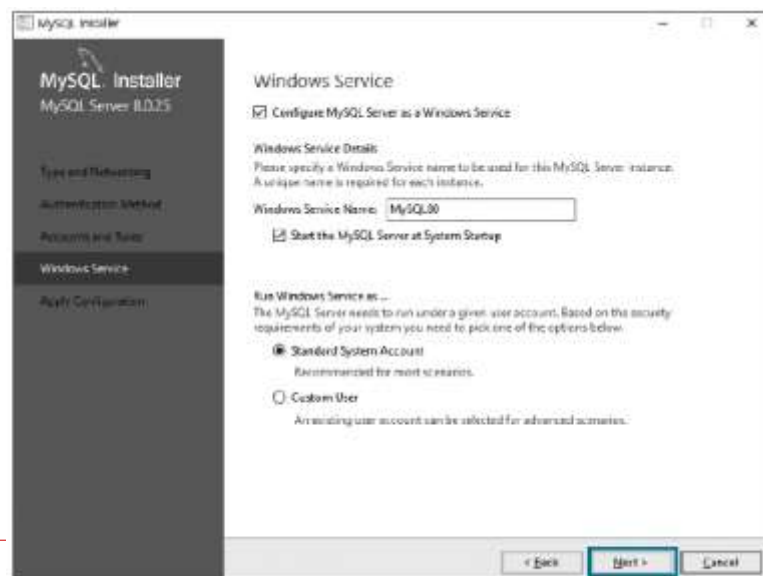 MySQL Installer
MySQL Installer
MySQL Server 8.0.25
Type and Networking
Authentication Method
Accounts and Roles
Windows Service
Apply Configuration
Windows Service
Configure MySQL Server as a Windows Service
Windows Service Details
Please specify a Windows Service name to be used for this MySQL Server instance.
A unique name is required for each instance.
Windows Service Name: MySQL80
Start the MySQL Server at System Startup
Run Windows Service as ...
The MySQL Server needs to run under a given user account. Based on the security
requirements of your system you need to pick one of the options below.
Standard System Account
Recommended for most scenarios.
Custom User
An existing user account can be selected for advanced scenarios.
< Back
Next >
Cancel